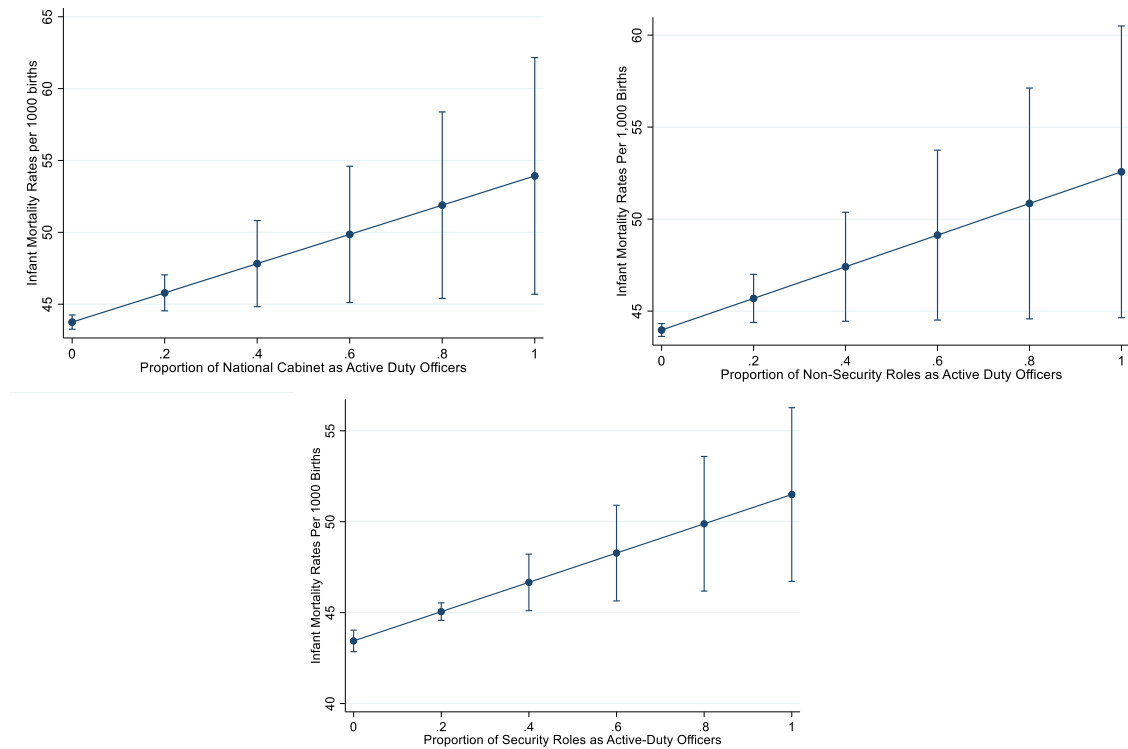 65
60
55
50
45
Infant Mortality Rates per 1000 births
0 .2 .4 .6 .8 1
Proportion of National Cabinet as Active Duty Officers
60
55
50
45
Infant Mortality Rates Per 1,000 Births
0 .2 .4 .6 .8 1
Proportion of Non-Security Roles as Active Duty Officers
55
50
45
40
Infant Mortality Rates Per 1000 Births
0 .2 .4 .6 .8 1
Proportion of Security Roles as Active-Duty Officers